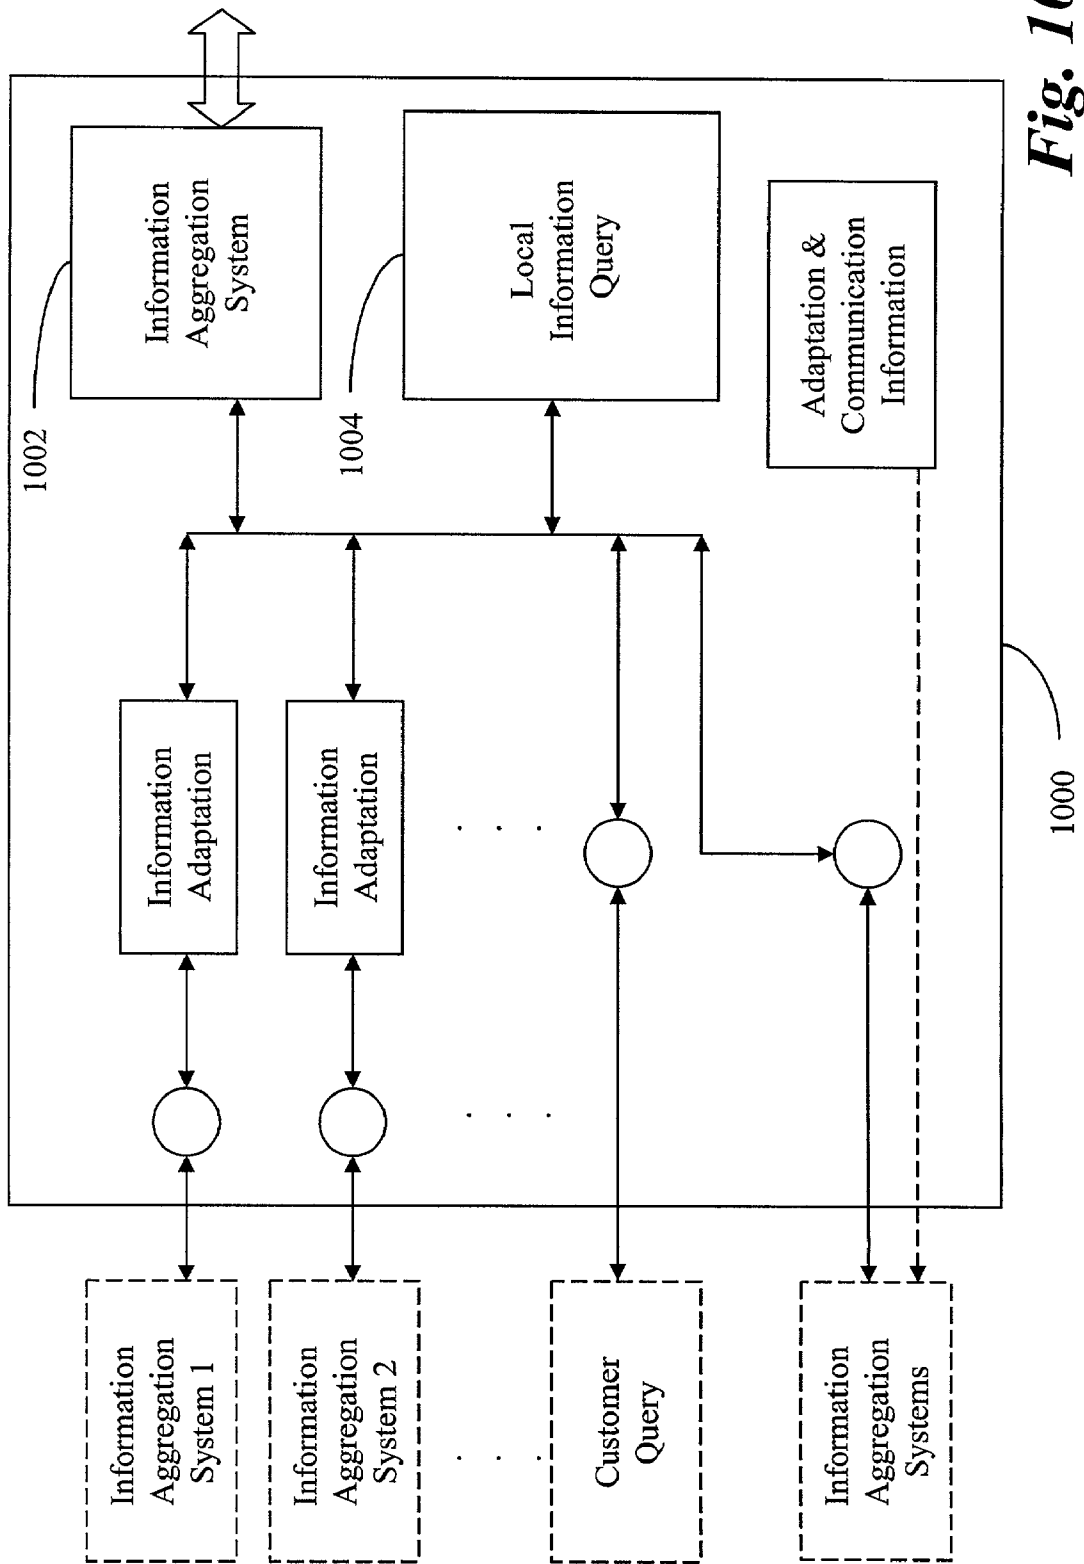 Information
Aggregation
System 1
Information
Aggregation
System 2
. . .
Customer
Query
Information
Aggregation
Systems
. . .
Information
Adaptation
Information
Adaptation
. . .
1002
Information
Aggregation
System
1004
Local
Information
Query
Adaptation &
Communication
Information
1000
Fig.